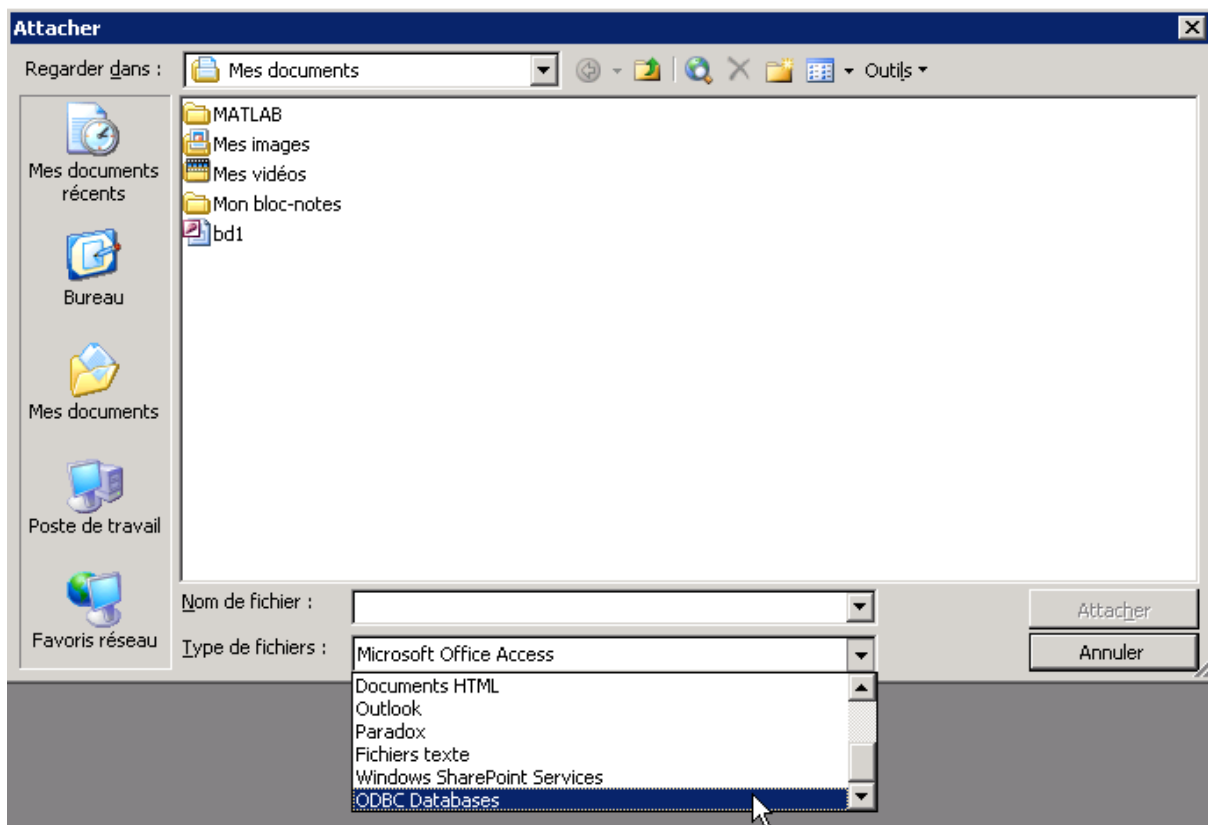 Attacher
Regarder dans :
Mes documents
Outils
Mes documents
récents
Bureau
Mes documents
Poste de travail
Favoris réseau
MATLAB
Mes images
Mes vidéos
Mon bloc-notes
bd1
Nom de fichier :
Attacher
Type de fichiers :
Microsoft Office Access
Annuler
Documents HTML
Outlook
Paradox
Fichiers texte
Windows SharePoint Services
ODBC Databases